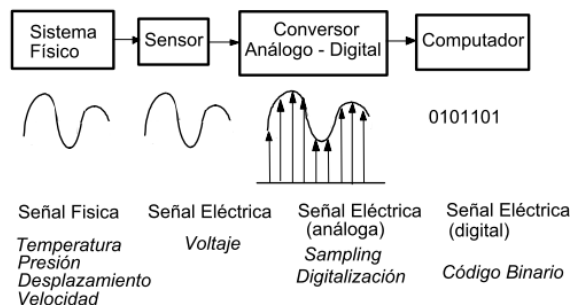 Sistema
Físico
Sensor
Conversor
Análogo - Digital
Computador
0101101
Señal Fisica
Señal Eléctrica
Señal Eléctrica
(análoga)
Señal Eléctrica
(digital)
Temperatura
Presión
Desplazamiento
Velocidad
Voltaje
Sampling
Digitalización
Código Binario